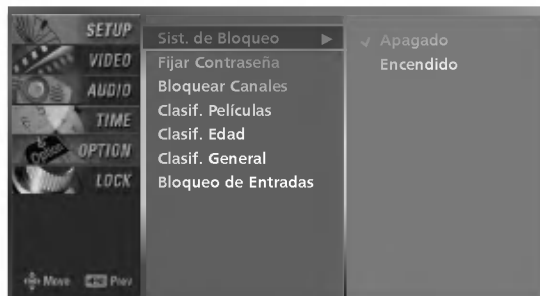 SETUP
VIDEO
AUDIO
TIME
OPTION
LOCK
Sist. de Bloqueo
Fijar Contraseña
Bloquear Canales
Clasif. Películas
Clasif. Edad
Clasif. General
Bloqueo de Entradas
Apagado
Encendido
Option
Move
Prev